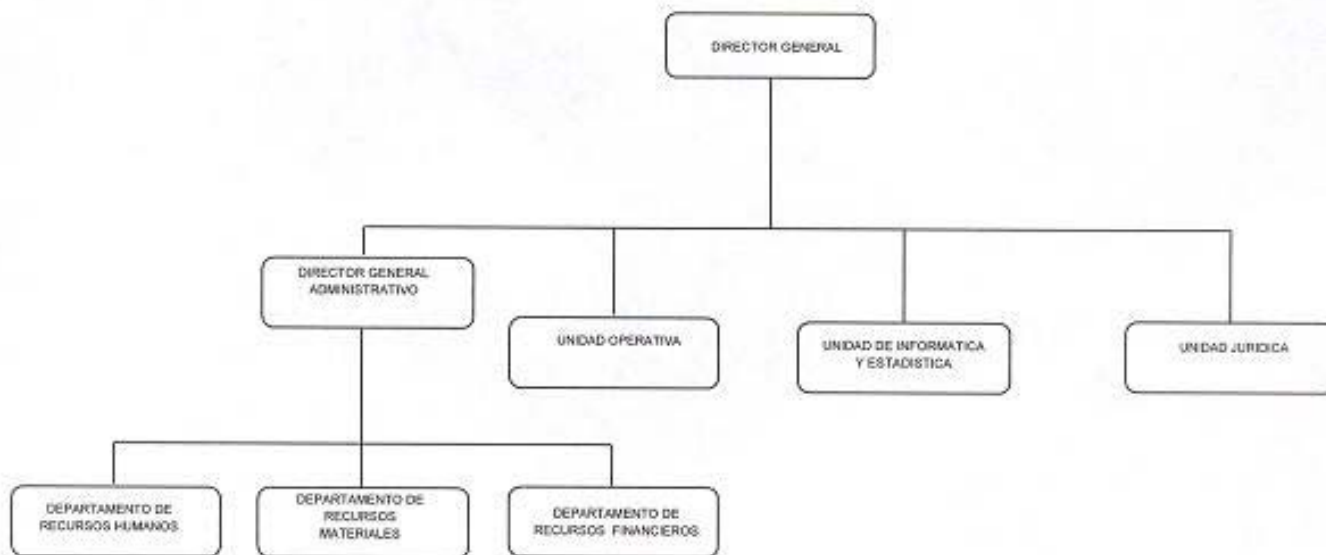 DIRECTOR GENERAL
DIRECTOR GENERAL
ADMINISTRATIVO
UNIDAD OPERATIVA
UNIDAD DE INFORMATICA
Y ESTADISTICA
UNIDAD JURIDICA
DEPARTAMENTO DE
RECURSOS HUMANOS
DEPARTAMENTO DE
RECURSOS
MATERIALES
DEPARTAMENTO DE
RECURSOS FINANCIEROS